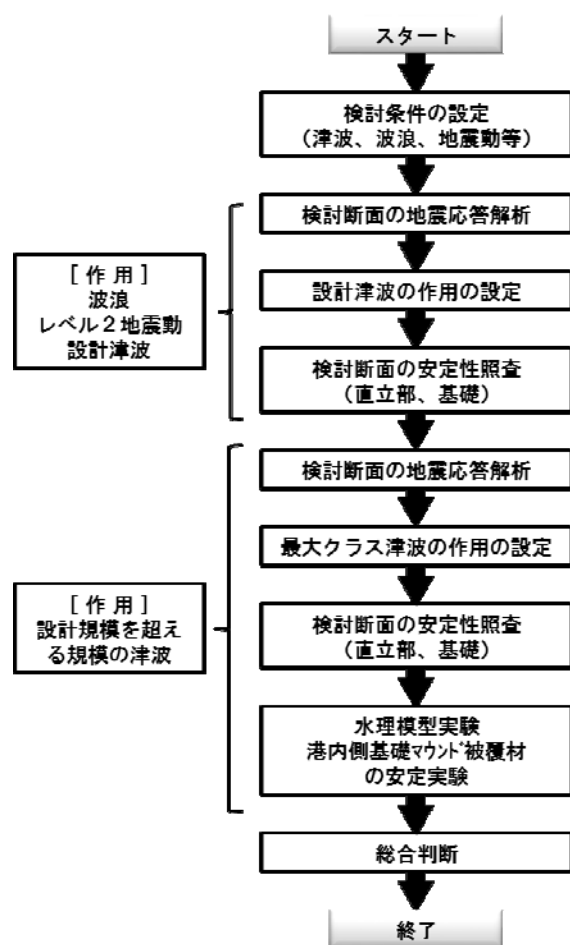 スタート
検討条件の設定
（津波、波浪、地震動等）
検討断面の地震応答解析
[ 作 用 ]
波浪
レベル２地震動
設計津波
設計津波の作用の設定
検討断面の安定性照査
（直立部、基礎）
検討断面の地震応答解析
最大クラス津波の作用の設定
[ 作 用 ]
設計規模を超え
る規模の津波
検討断面の安定性照査
（直立部、基礎）
水理模型実験
港内側基礎ﾏｳﾝﾄﾞ被覆材
の安定実験
総合判断
終了